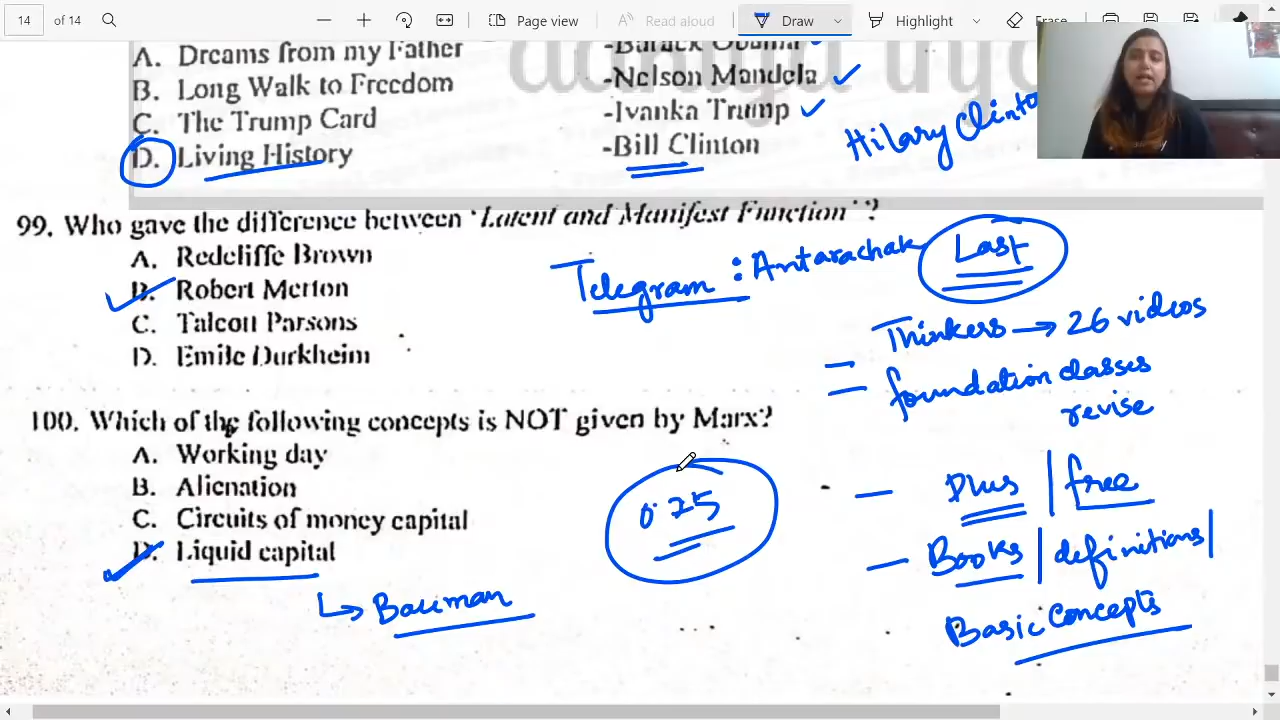 14 of 14 Page view Read aloud Draw Highlight Erase
A. Dreams from my Father -Barack Obama
B. Long Walk to Freedom -Nelson Mandela
C. The Trump Card -Ivanka Trump
D. Living History -Bill Clinton
Hilary Clinton
99. Who gave the difference between 'Latent and Manifest Function'?
A. Redcliffe Brown
B. Robert Merton
C. Talcott Parsons
D. Emile Durkheim
Telegram : Antarachak
Last
Thinkers → 26 videos
= foundation classes
revise
100. Which of the following concepts is NOT given by Marx?
A. Working day
B. Alienation
C. Circuits of money capital
D. Liquid capital
↳ Bauman
0.25
- Plus | free
- Books | definitions |
Basic Concepts